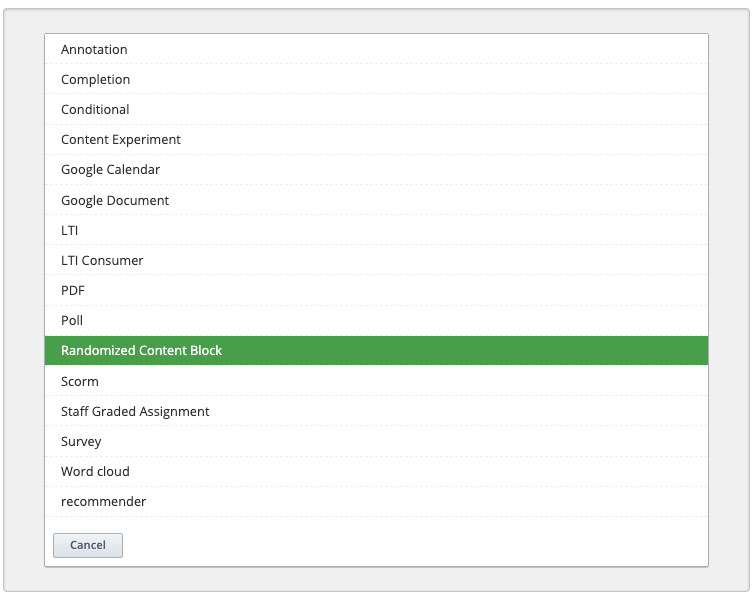 Annotation
Completion
Conditional
Content Experiment
Google Calendar
Google Document
LTI
LTI Consumer
PDF
Poll
Randomized Content Block
Scorm
Staff Graded Assignment
Survey
Word cloud
recommender
Cancel